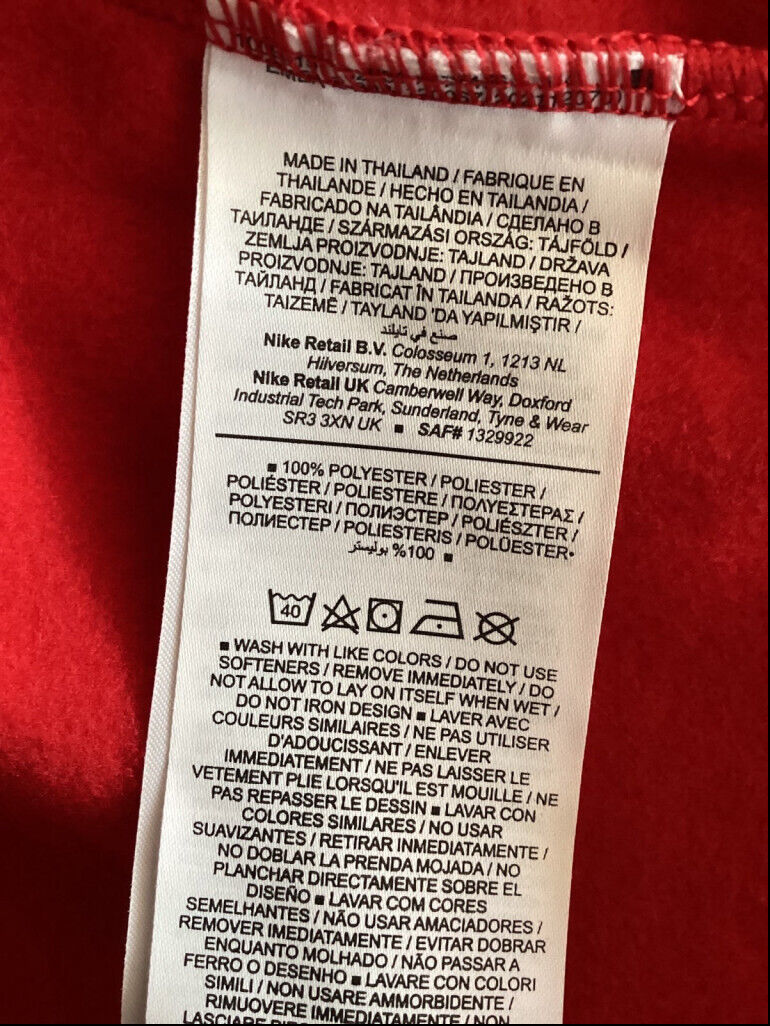 MADE IN THAILAND / FABRIQUE EN
THAILANDE / HECHO EN TAILANDIA /
FABRICADO NA TAILÂNDIA / СДЕЛАНО В
ТАИЛАНДЕ / SZÁRMAZÁSI ORSZÁG: TÁJFÖLD /
ZEMLJA PROIZVODNJE: TAJLAND / DRŽAVA
PROIZVODNJE: TAJLAND / ПРОИЗВЕДЕНО В
ТАЙЛАНД / FABRICAT ÎN TAILANDA / RAŽOTS:
TAIZEMĒ / TAYLAND 'DA YAPILMIŞTIR /
صنع في تايلند
Nike Retail B.V. Colosseum 1, 1213 NL
Hilversum, The Netherlands
Nike Retail UK Camberwell Way, Doxford
Industrial Tech Park, Sunderland, Tyne & Wear
SR3 3XN UK ■ SAF# 1329922
■ 100% POLYESTER / POLIESTER /
POLIÉSTER / POLIESTERE / ΠΟΛΥΕΣΤΕΡΑΣ /
POLYESTERI / ПОЛИЭСТЕР / POLIÉSZTER /
ПОЛИЕСТЕР / POLIESTERIS / POLÜESTER•
100% بوليستر ■
40
■ WASH WITH LIKE COLORS / DO NOT USE
SOFTENERS / REMOVE IMMEDIATELY / DO
NOT ALLOW TO LAY ON ITSELF WHEN WET /
DO NOT IRON DESIGN ■ LAVER AVEC
COULEURS SIMILAIRES / NE PAS UTILISER
D'ADOUCISSANT / ENLEVER
IMMEDIATEMENT / NE PAS LAISSER LE
VETEMENT PLIE LORSQU'IL EST MOUILLE / NE
PAS REPASSER LE DESSIN ■ LAVAR CON
COLORES SIMILARES / NO USAR
SUAVIZANTES / RETIRAR INMEDIATAMENTE /
NO DOBLAR LA PRENDA MOJADA / NO
PLANCHAR DIRECTAMENTE SOBRE EL
DISEÑO ■ LAVAR COM CORES
SEMELHANTES / NÃO USAR AMACIADORES /
REMOVER IMEDIATAMENTE / EVITAR DOBRAR
ENQUANTO MOLHADO / NÃO PASSAR A
FERRO O DESENHO ■ LAVARE CON COLORI
SIMILI / NON USARE AMMORBIDENTE /
RIMUOVERE IMMEDIATAMENTE / NON
LASCIARE